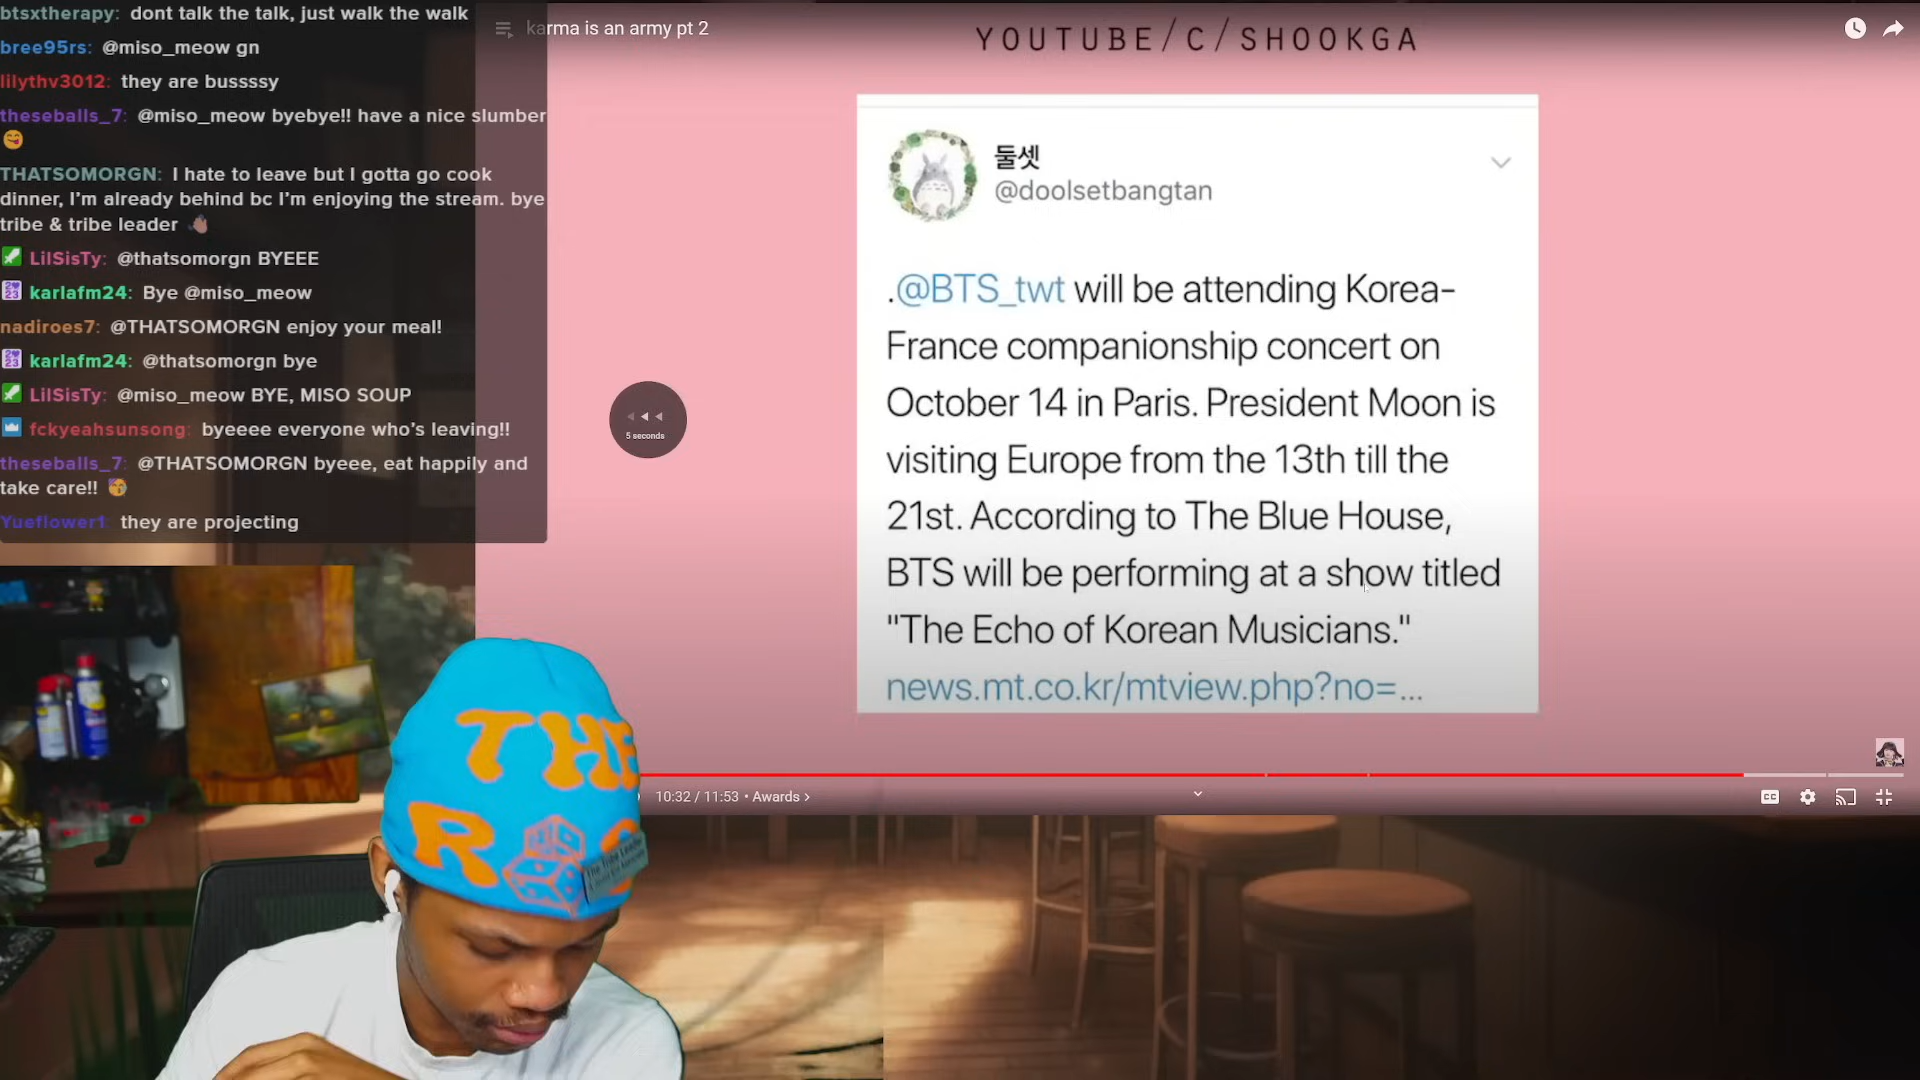 btsxtherapy: dont talk the talk, just walk the walk
bree95rs: @miso_meow gn
lilythv3012: they are bussssy
theseballs_7: @miso_meow byebye!! have a nice slumber
THATSOMORGN: I hate to leave but I gotta go cook
dinner, I'm already behind bc I'm enjoying the stream. bye
tribe & tribe leader
LilSisTy: @thatsomorgn BYEEE
karlafm24: Bye @miso_meow
nadiroes7: @THATSOMORGN enjoy your meal!
karlafm24: @thatsomorgn bye
LilSisTy: @miso_meow BYE, MISO SOUP
fckyeahsunsong: byeeee everyone who's leaving!!
theseballs_7: @THATSOMORGN byeee, eat happily and
take care!!
Yueflower1: they are projecting
karma is an army pt 2
YOUTUBE/C/SHOOKGA
둘셋
@doolsetbangtan
.@BTS_twt will be attending Korea-
France companionship concert on
October 14 in Paris. President Moon is
visiting Europe from the 13th till the
21st. According to The Blue House,
BTS will be performing at a show titled
"The Echo of Korean Musicians."
news.mt.co.kr/mtview.php?no=...
5 seconds
10:32 / 11:53 • Awards ›
CC
THE